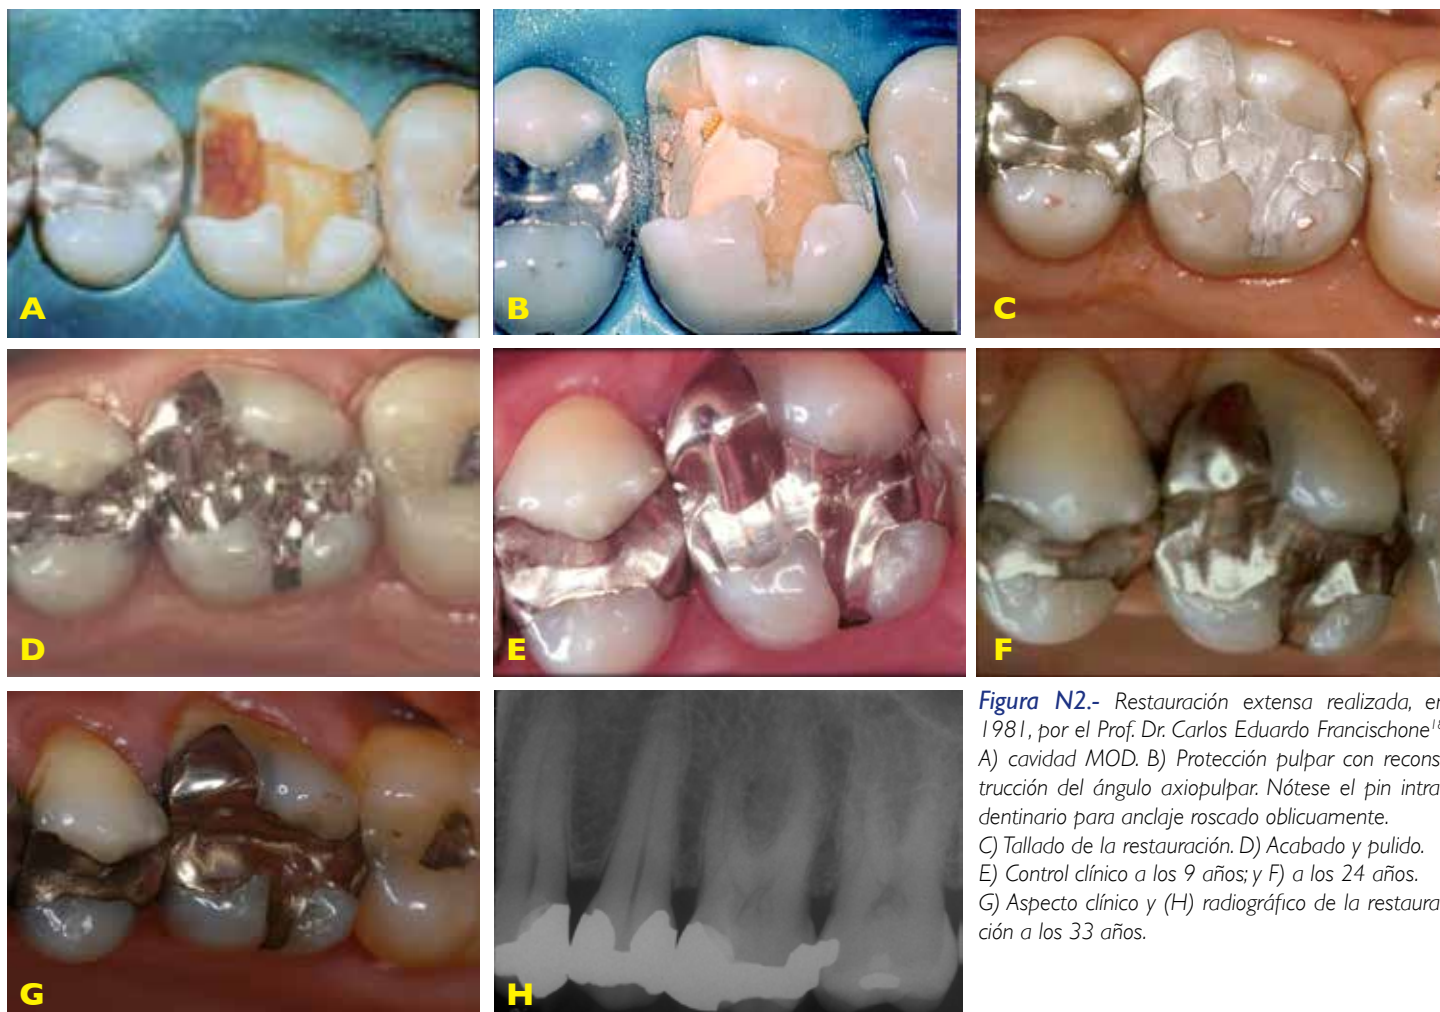 A
B
C
D
E
F
G
H
Figura N2.- Restauración extensa realizada, en
1981, por el Prof. Dr. Carlos Eduardo Francischone
A) cavidad MOD. B) Protección pulpar con recons-
trucción del ángulo axiopulpar. Nótese el pin intra-
dentinario para anclaje roscado oblicuamente.
C) Tallado de la restauración. D) Acabado y pulido.
E) Control clínico a los 9 años; y F) a los 24 años.
G) Aspecto clínico y (H) radiográfico de la restaura-
ción a los 33 años.